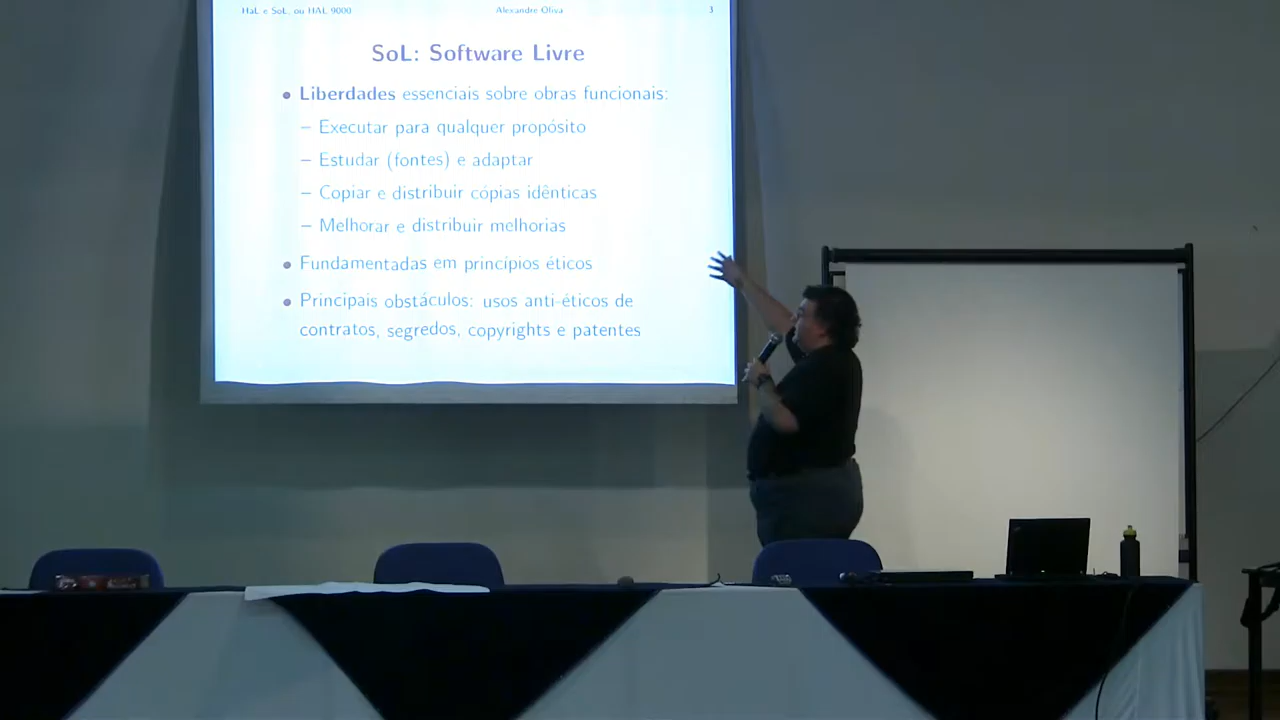 HaL e SoL, ou HAL 9000 Alexandre Oliva 3
SoL: Software Livre
Liberdades essenciais sobre obras funcionais:
– Executar para qualquer propósito
– Estudar (fontes) e adaptar
– Copiar e distribuir cópias idênticas
– Melhorar e distribuir melhorias
Fundamentadas em princípios éticos
Principais obstáculos: usos anti-éticos de
contratos, segredos, copyrights e patentes